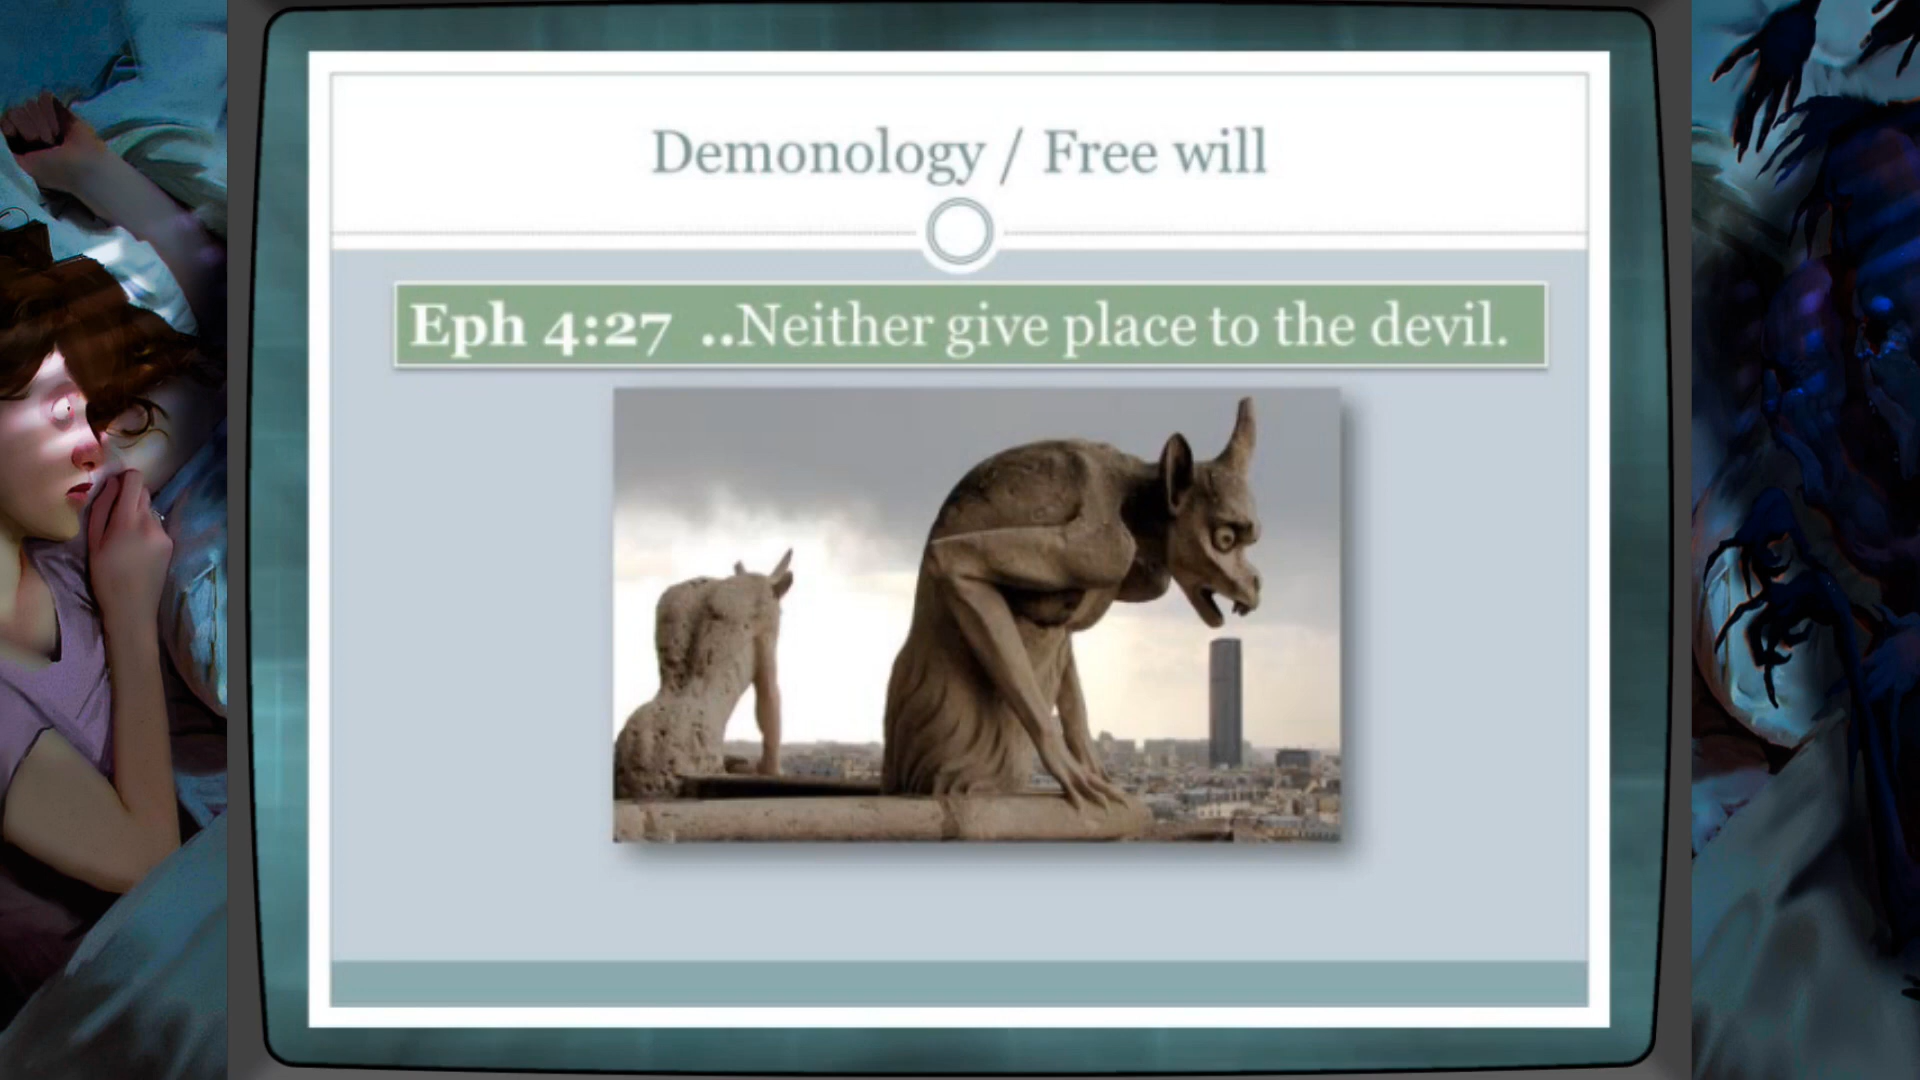 Demonology / Free will
Eph 4:27 ..Neither give place to the devil.